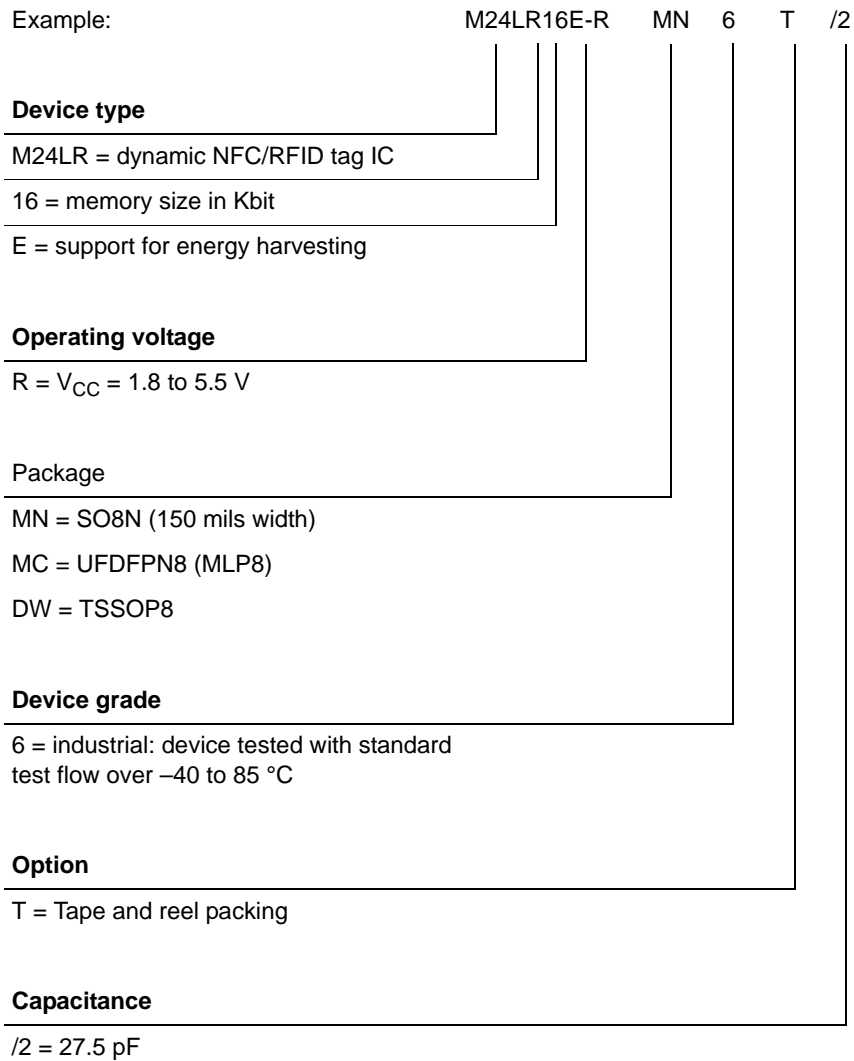 Example: M24LR16E-R MN 6 T /2
Device type
M24LR = dynamic NFC/RFID tag IC
16 = memory size in Kbit
E = support for energy harvesting
Operating voltage
R = VCC = 1.8 to 5.5 V
Package
MN = SO8N (150 mils width)
MC = UFDFPN8 (MLP8)
DW = TSSOP8
Device grade
6 = industrial: device tested with standard
test flow over –40 to 85 °C
Option
T = Tape and reel packing
Capacitance
/2 = 27.5 pF